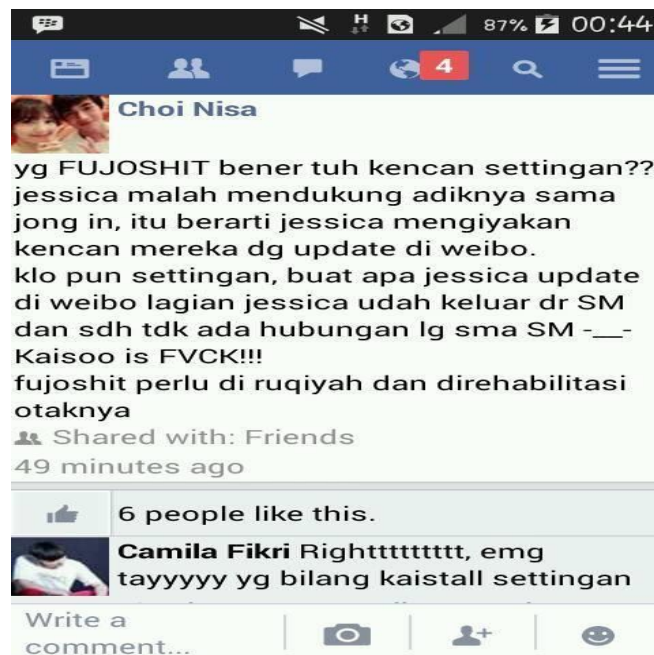 H 87% 00:44
4
Choi Nisa
yg FUJOSHIT bener tuh kencan settingan??
jessica malah mendukung adiknya sama
jong in, itu berarti jessica mengiyakan
kencan mereka dg update di weibo.
klo pun settingan, buat apa jessica update
di weibo lagian jessica udah keluar dr SM
dan sdh tdk ada hubungan lg sma SM -__-
Kaisoo is FVCK!!!
fujoshit perlu di ruqiyah dan direhabilitasi
otaknya
Shared with: Friends
49 minutes ago
6 people like this.
Camila Fikri Righttttttttt, emg
tayyyyy yg bilang kaistall settingan
Write a
comment...